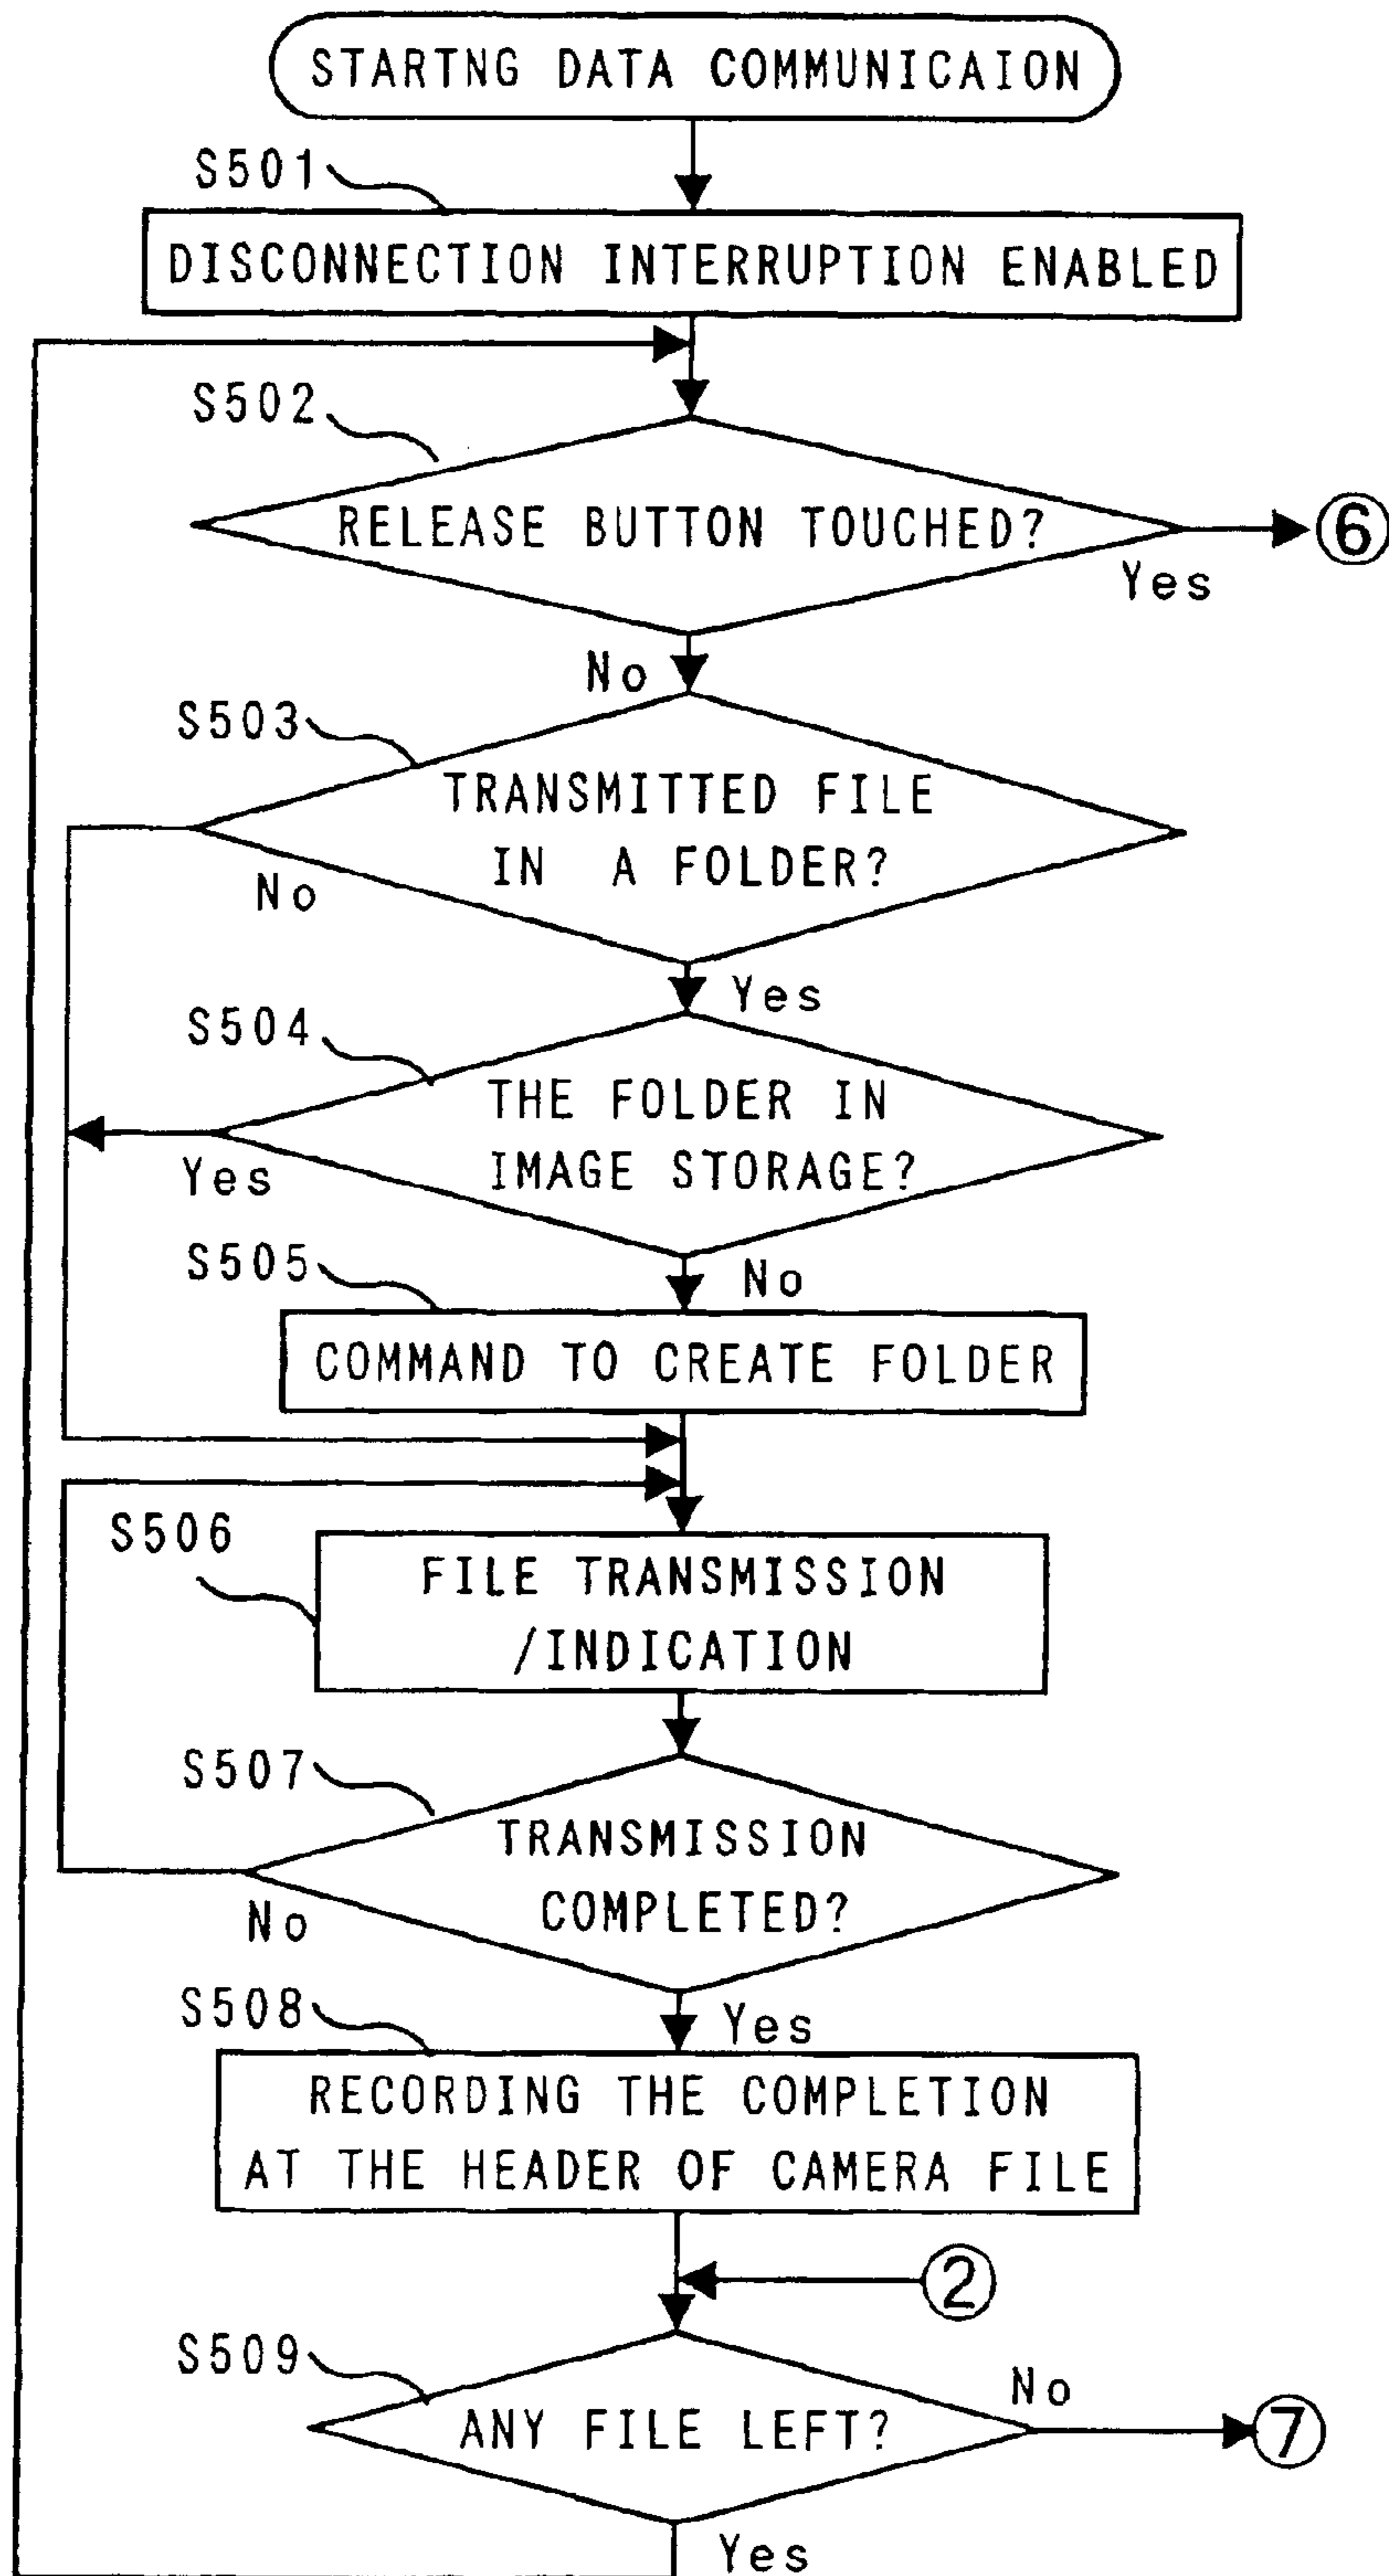 STARTNG DATA COMMUNICAION
S501
DISCONNECTION INTERRUPTION ENABLED
S502
RELEASE BUTTON TOUCHED?
⑥
Yes
No
S503
TRANSMITTED FILE
IN A FOLDER?
No
Yes
S504
THE FOLDER IN
IMAGE STORAGE?
Yes
S505
No
COMMAND TO CREATE FOLDER
S506
FILE TRANSMISSION
/INDICATION
S507
TRANSMISSION
COMPLETED?
No
S508
Yes
RECORDING THE COMPLETION
AT THE HEADER OF CAMERA FILE
②
S509
No
ANY FILE LEFT?
⑦
Yes